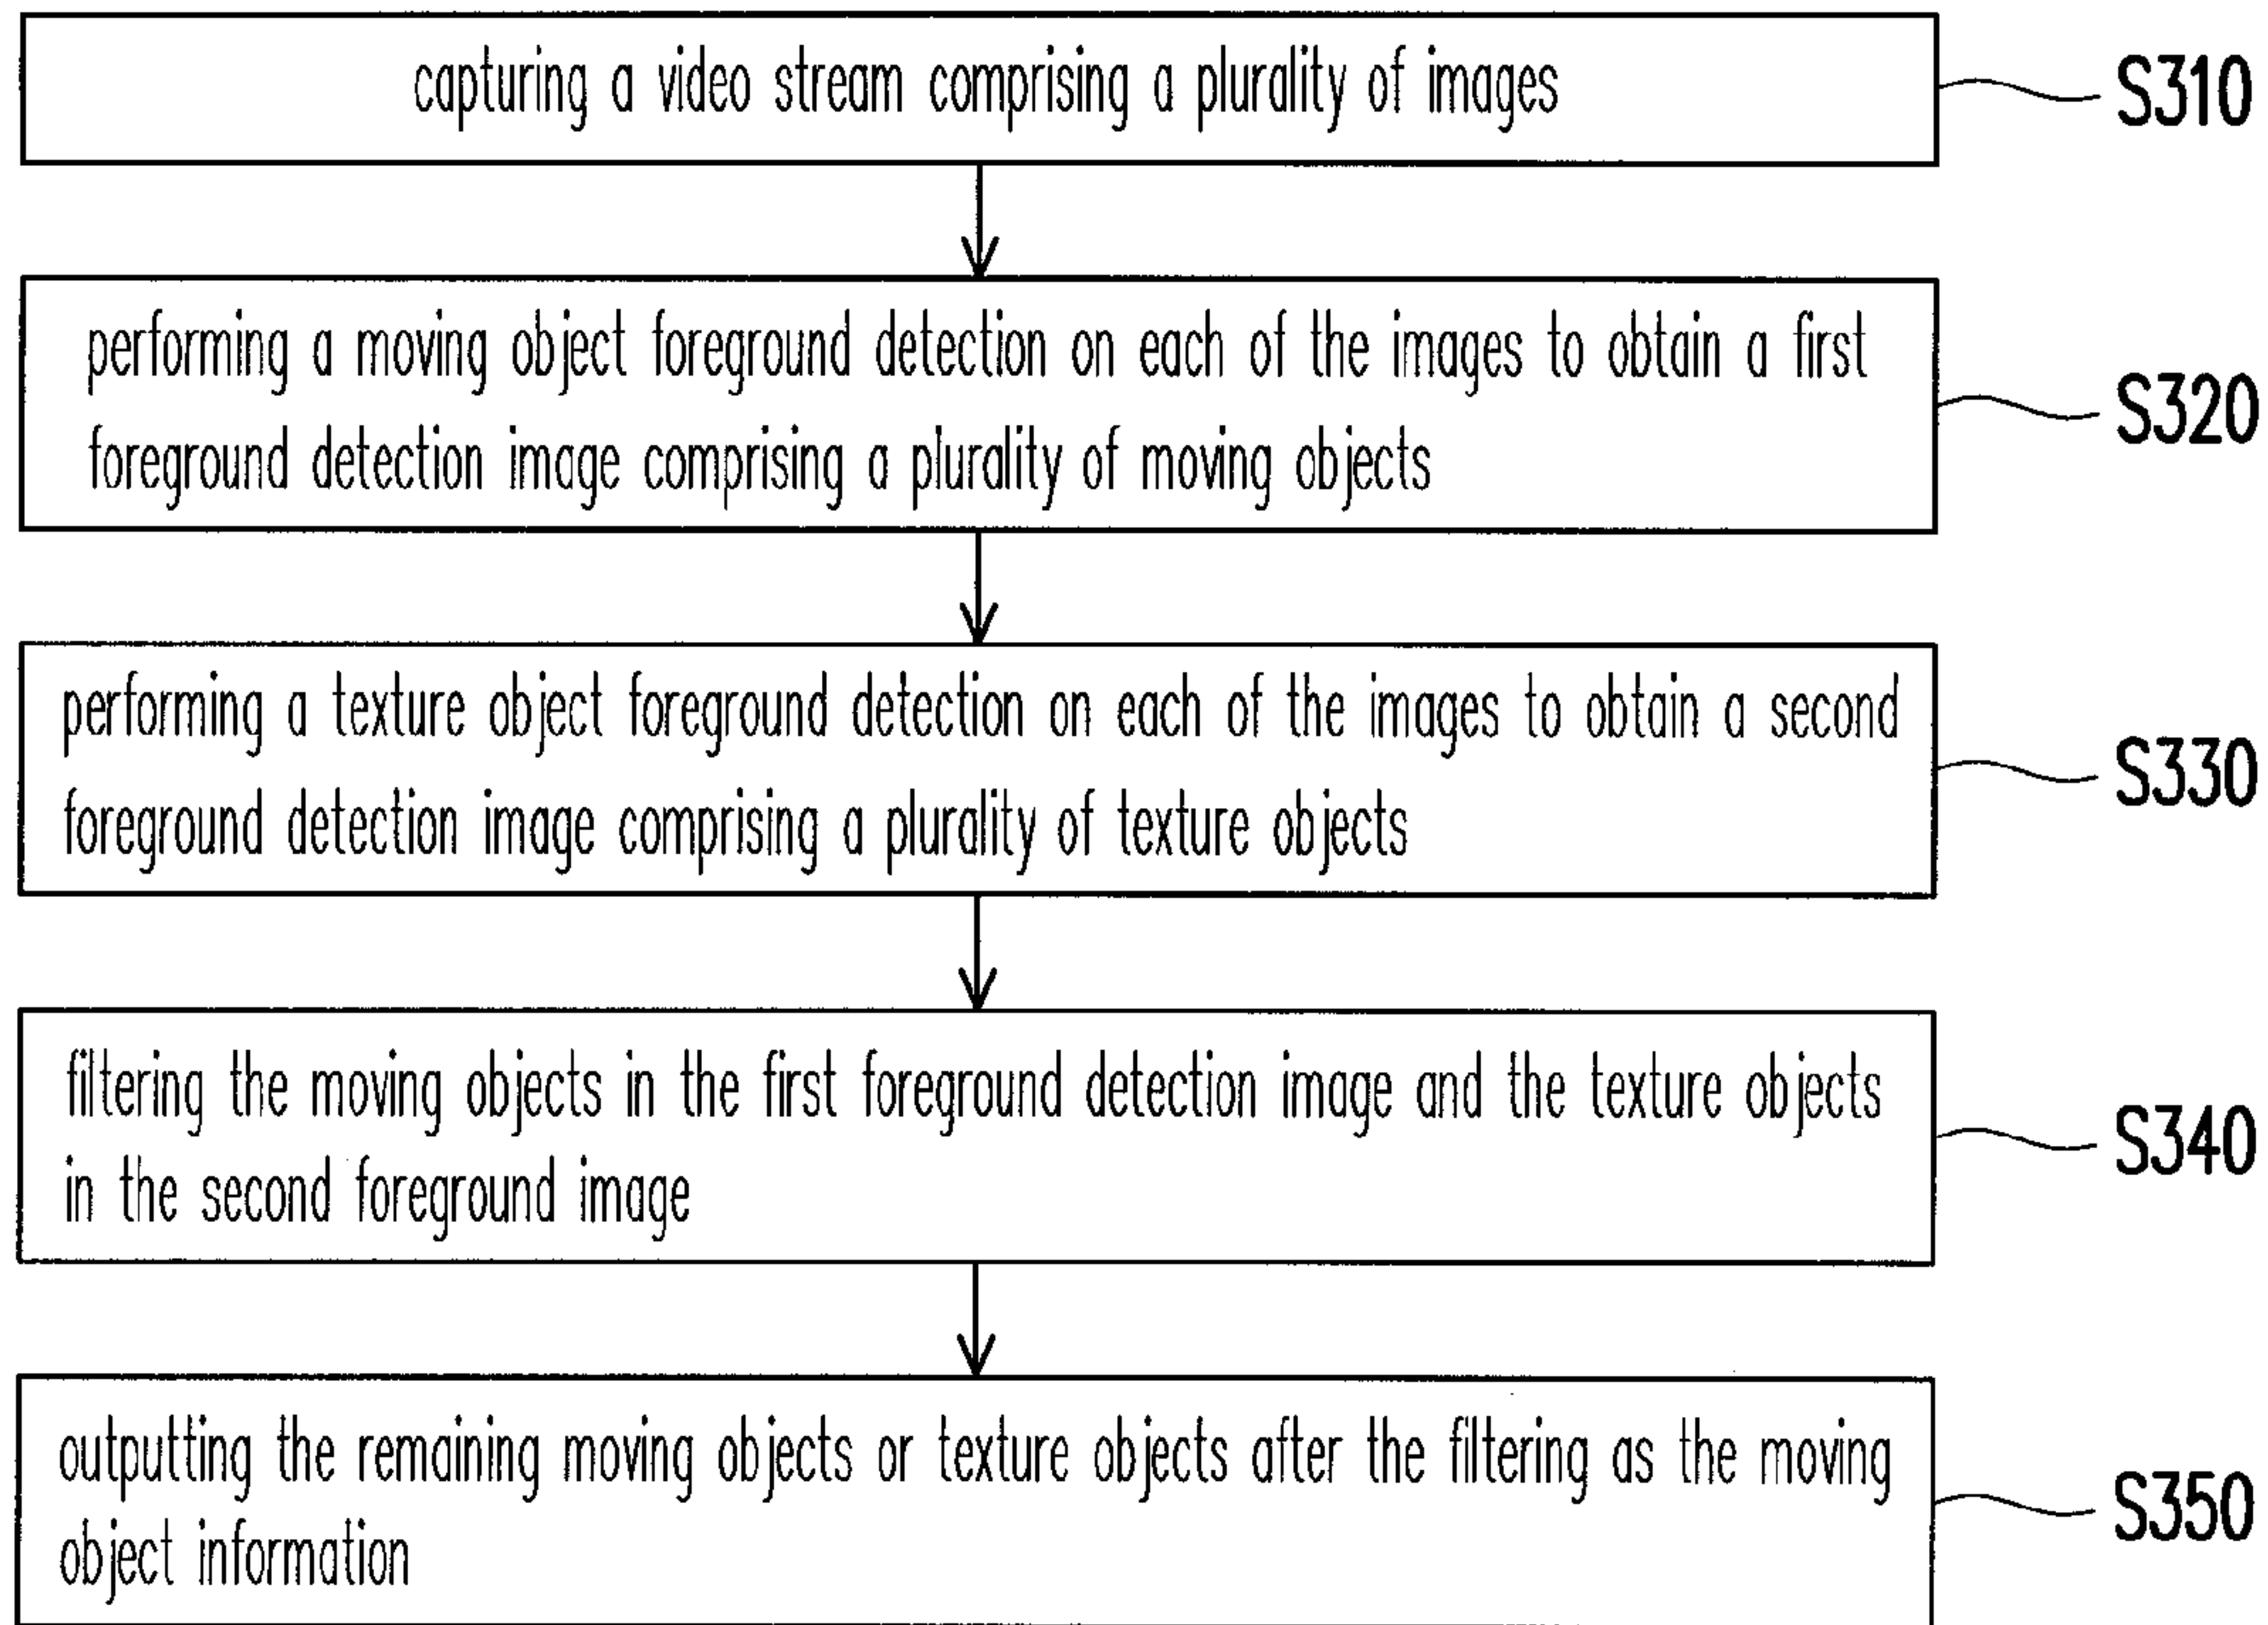 capturing a video stream comprising a plurality of images
S310
performing a moving object foreground detection on each of the images to obtain a first
foreground detection image comprising a plurality of moving objects
S320
performing a texture object foreground detection on each of the images to obtain a second
foreground detection image comprising a plurality of texture objects
S330
filtering the moving objects in the first foreground detection image and the texture objects
in the second foreground image
S340
outputting the remaining moving objects or texture objects after the filtering as the moving
object information
S350